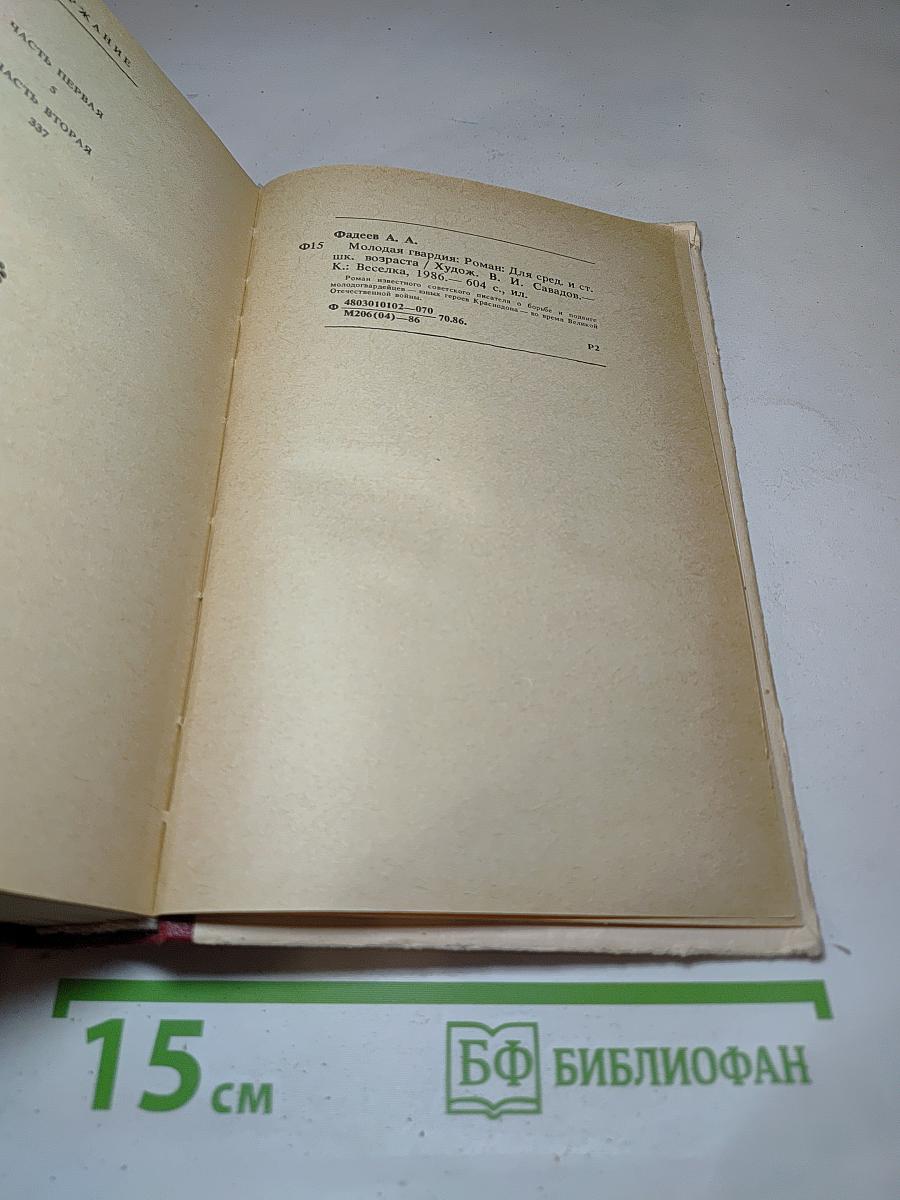 РЖАНИЕ
ЧАСТЬ ПЕРВАЯ
5
ЧАСТЬ ВТОРАЯ
337
Фадеев А. А.
Ф15 Молодая гвардия: Роман: Для сред. и ст.
шк. возраста / Худож. В. И. Савадов.—
К.: Веселка, 1986.— 604 с., ил.
Роман известного советского писателя о борьбе и подвиге
молодогвардейцев — юных героев Краснодона — во время Великой
Отечественной войны.
Ф 4803010102—070
М206(04)—86 70.86.
Р2
15 см
БФ БИБЛИОФАН